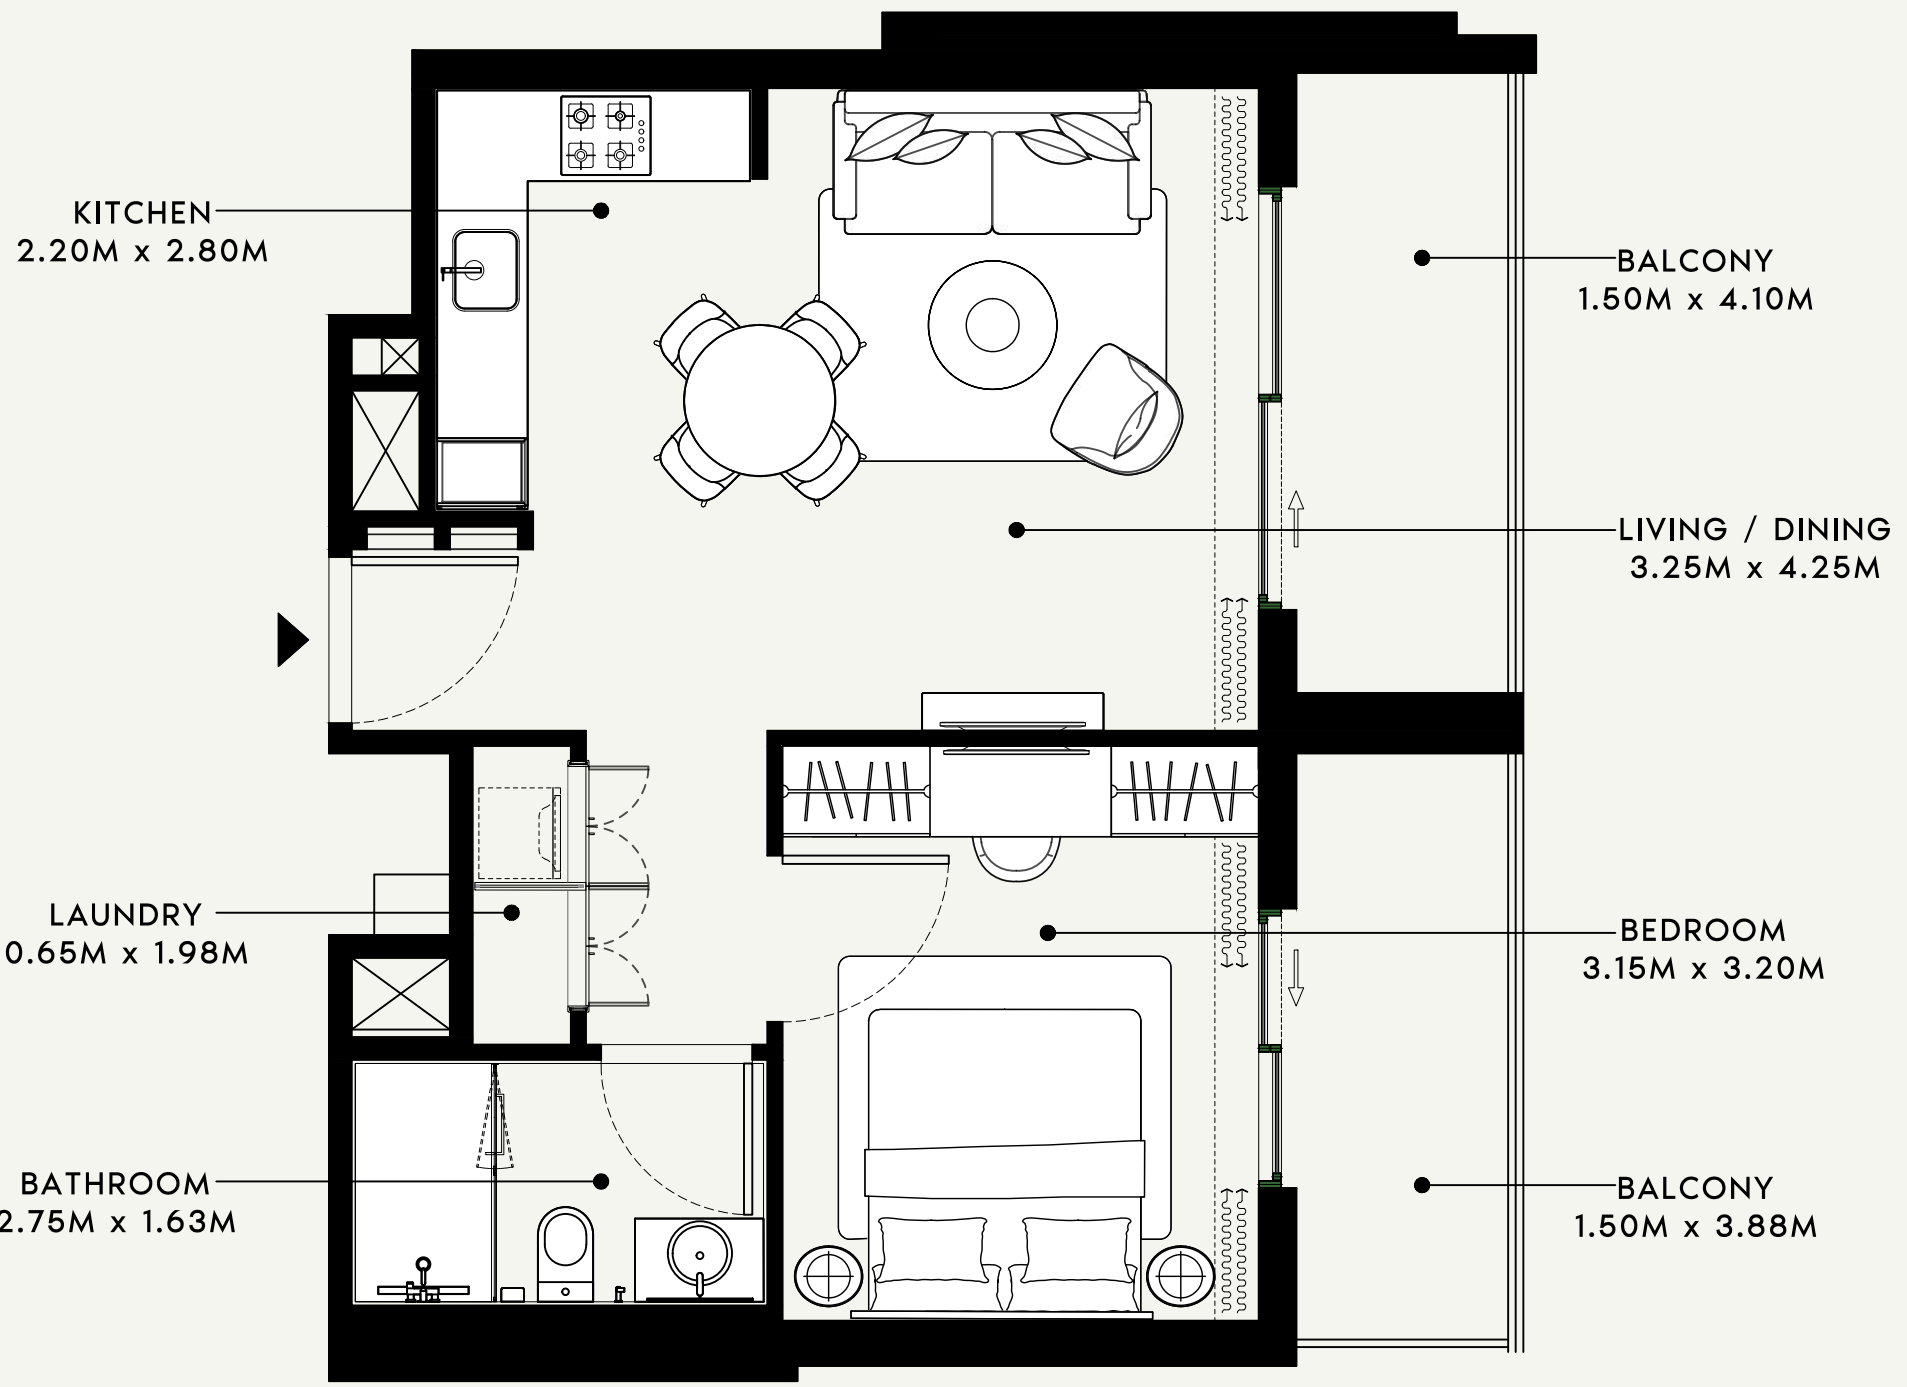 KITCHEN
2.20M x 2.80M
BALCONY
1.50M x 4.10M
LIVING / DINING
3.25M x 4.25M
LAUNDRY
0.65M x 1.98M
BEDROOM
3.15M x 3.20M
BATHROOM
2.75M x 1.63M
BALCONY
1.50M x 3.88M